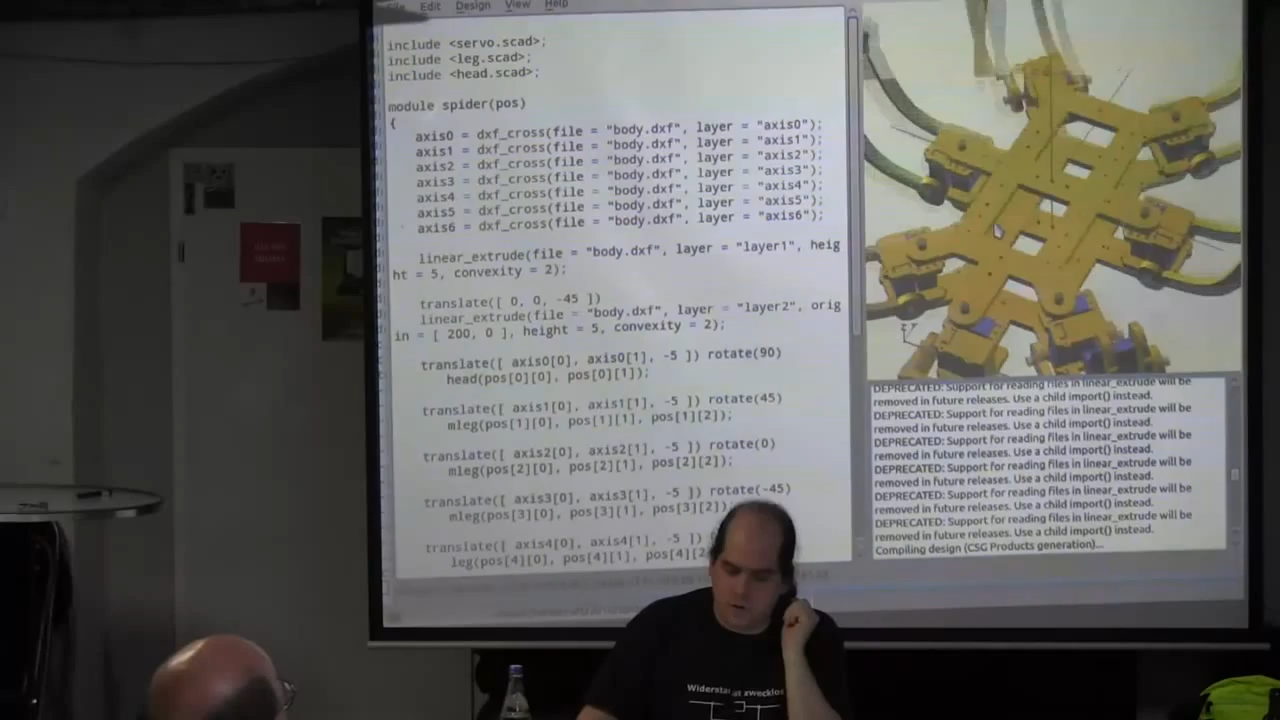 File Edit Design View Help
include <servo.scad>;
include <leg.scad>;
include <head.scad>;
module spider(pos)
{
axis0 = dxf_cross(file = "body.dxf", layer = "axis0");
axis1 = dxf_cross(file = "body.dxf", layer = "axis1");
axis2 = dxf_cross(file = "body.dxf", layer = "axis2");
axis3 = dxf_cross(file = "body.dxf", layer = "axis3");
axis4 = dxf_cross(file = "body.dxf", layer = "axis4");
axis5 = dxf_cross(file = "body.dxf", layer = "axis5");
axis6 = dxf_cross(file = "body.dxf", layer = "axis6");
linear_extrude(file = "body.dxf", layer = "layer1", heig
ht = 5, convexity = 2);
translate([ 0, 0, -45 ])
linear_extrude(file = "body.dxf", layer = "layer2", orig
in = [ 200, 0 ], height = 5, convexity = 2);
translate([ axis0[0], axis0[1], -5 ]) rotate(90)
head(pos[0][0], pos[0][1]);
translate([ axis1[0], axis1[1], -5 ]) rotate(45)
mleg(pos[1][0], pos[1][1], pos[1][2]);
translate([ axis2[0], axis2[1], -5 ]) rotate(0)
mleg(pos[2][0], pos[2][1], pos[2][2]);
translate([ axis3[0], axis3[1], -5 ]) rotate(-45)
mleg(pos[3][0], pos[3][1], pos[3][2])
translate([ axis4[0], axis4[1], -5 ])
leg(pos[4][0], pos[4][1], pos[4][2
DEPRECATED: Support for reading files in linear_extrude will be
removed in future releases. Use a child import() instead.
DEPRECATED: Support for reading files in linear_extrude will be
removed in future releases. Use a child import() instead.
DEPRECATED: Support for reading files in linear_extrude will be
removed in future releases. Use a child import() instead.
DEPRECATED: Support for reading files in linear_extrude will be
removed in future releases. Use a child import() instead.
DEPRECATED: Support for reading files in linear_extrude will be
removed in future releases. Use a child import() instead.
DEPRECATED: Support for reading files in linear_extrude will be
removed in future releases. Use a child import() instead.
Compiling design (CSG Products generation)...
zwecklos